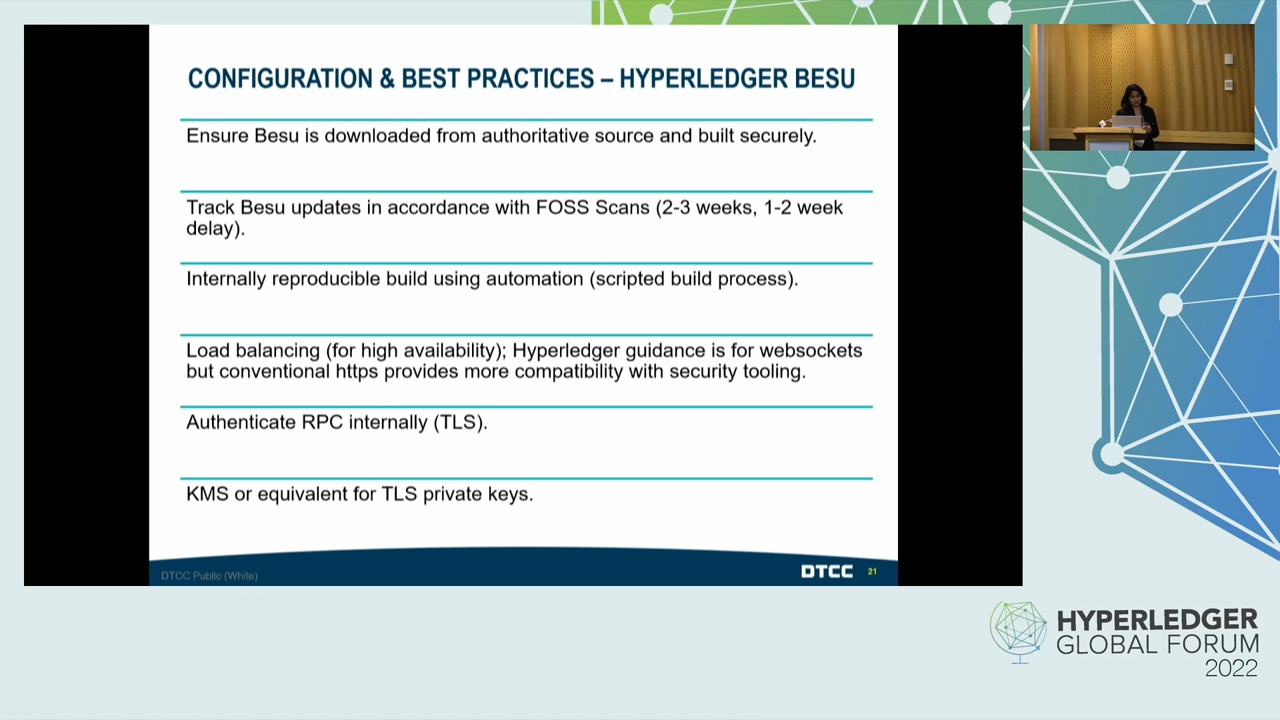 CONFIGURATION & BEST PRACTICES – HYPERLEDGER BESU
Ensure Besu is downloaded from authoritative source and built securely.
Track Besu updates in accordance with FOSS Scans (2-3 weeks, 1-2 week
delay).
Internally reproducible build using automation (scripted build process).
Load balancing (for high availability); Hyperledger guidance is for websockets
but conventional https provides more compatibility with security tooling.
Authenticate RPC internally (TLS).
KMS or equivalent for TLS private keys.
DTCC Public (White)
DTCC
21
HYPERLEDGER
GLOBAL FORUM
2022